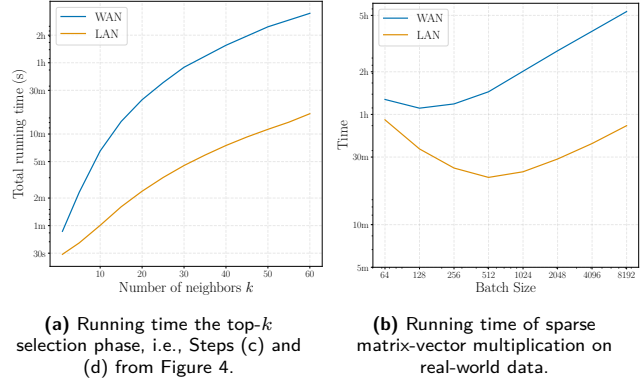 WAN
LAN
Total running time (s)
2h
1h
30m
10m
5m
2m
1m
30s
10
20
30
40
50
60
Number of neighbors k
(a) Running time the top-k
selection phase, i.e., Steps (c) and
(d) from Figure 4.
WAN
LAN
Time
5h
2h
1h
30m
10m
5m
64
128
256
512
1024
2048
4096
8192
Batch Size
(b) Running time of sparse
matrix-vector multiplication on
real-world data.